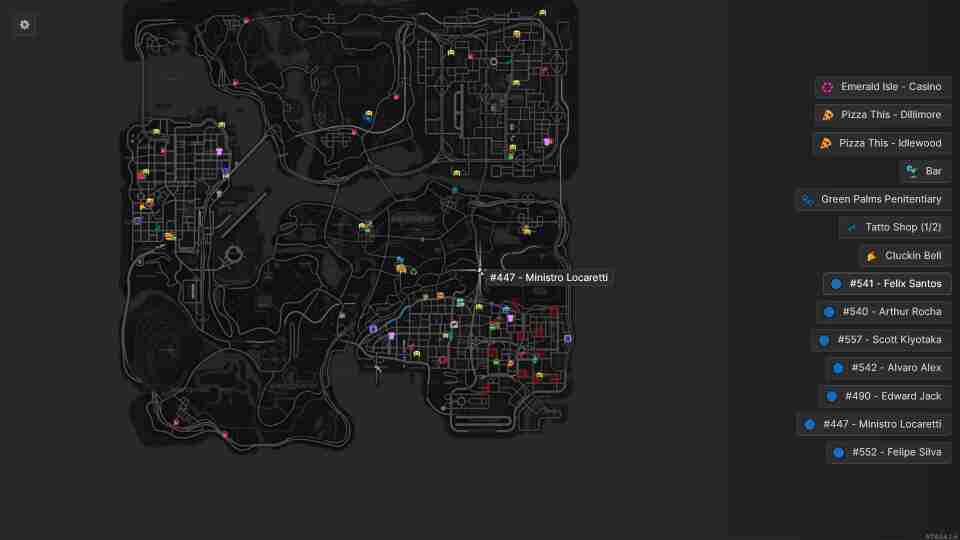 #447 - Ministro Locaretti
Emerald Isle - Casino
Pizza This - Dillimore
Pizza This - Idlewood
Bar
Green Palms Penitentiary
Tatto Shop (1/2)
Cluckin Bell
#541 - Felix Santos
#540 - Arthur Rocha
#557 - Scott Kiyotaka
#542 - Alvaro Alex
#490 - Edward Jack
#447 - Ministro Locaretti
#552 - Felipe Silva